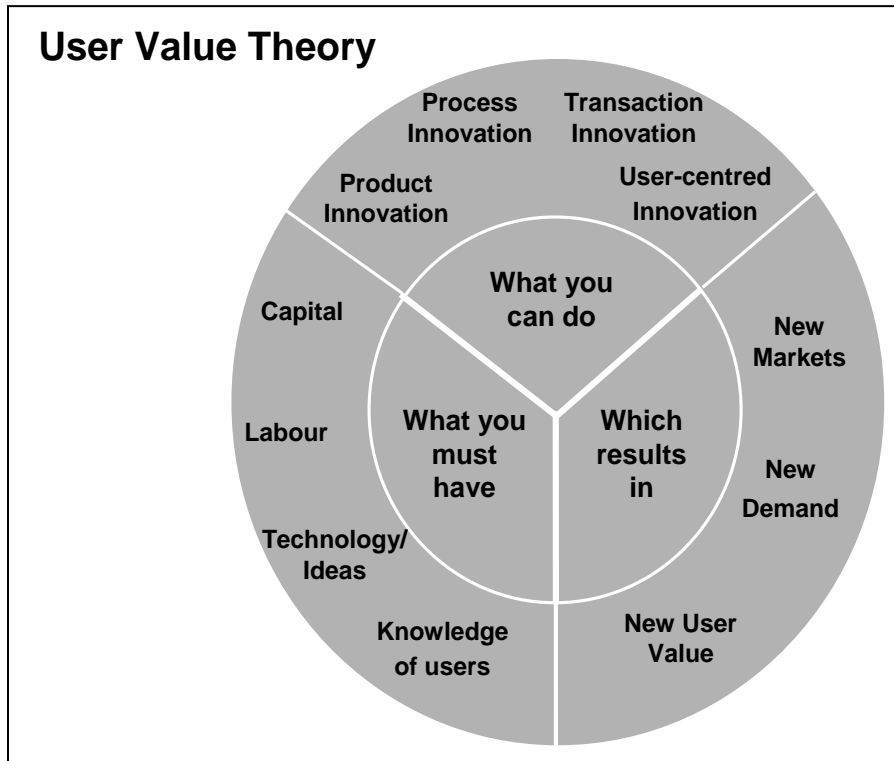 User Value Theory
Process
Innovation
Transaction
Innovation
Product
Innovation
User-centred
Innovation
What you
can do
Capital
Labour
Technology/
Ideas
Knowledge
of users
What you
must
have
Which
results
in
New
Markets
New
Demand
New User
Value